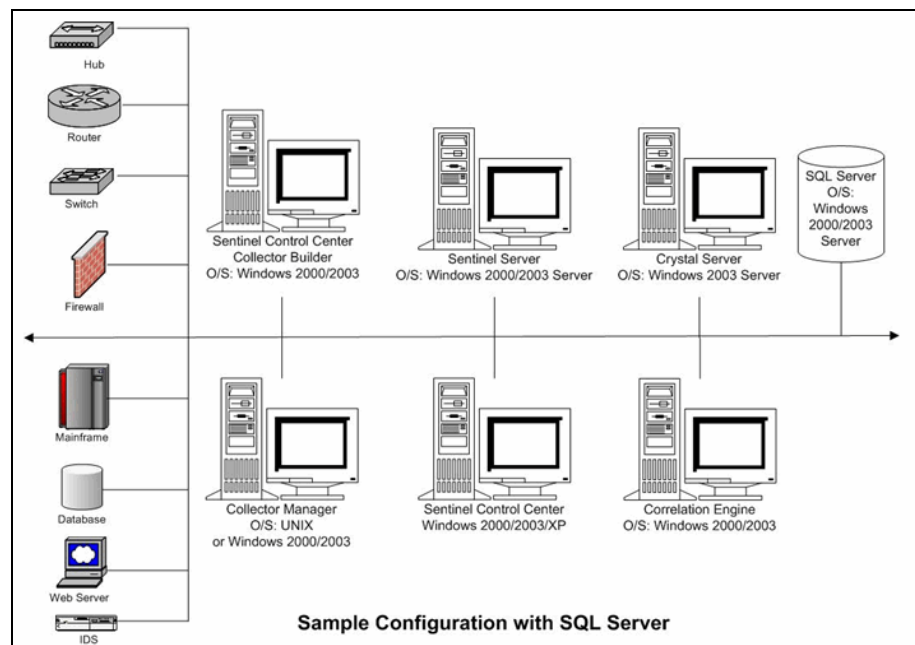 Hub
Router
Switch
Firewall
Mainframe
Database
Web Server
IDS
Sentinel Control Center
Collector Builder
O/S: Windows 2000/2003
Sentinel Server
O/S: Windows 2000/2003 Server
Crystal Server
O/S: Windows 2003 Server
SQL Server
O/S:
Windows
2000/2003
Server
Collector Manager
O/S: UNIX
or Windows 2000/2003
Sentinel Control Center
Windows 2000/2003/XP
Correlation Engine
O/S: Windows 2000/2003
Sample Configuration with SQL Server